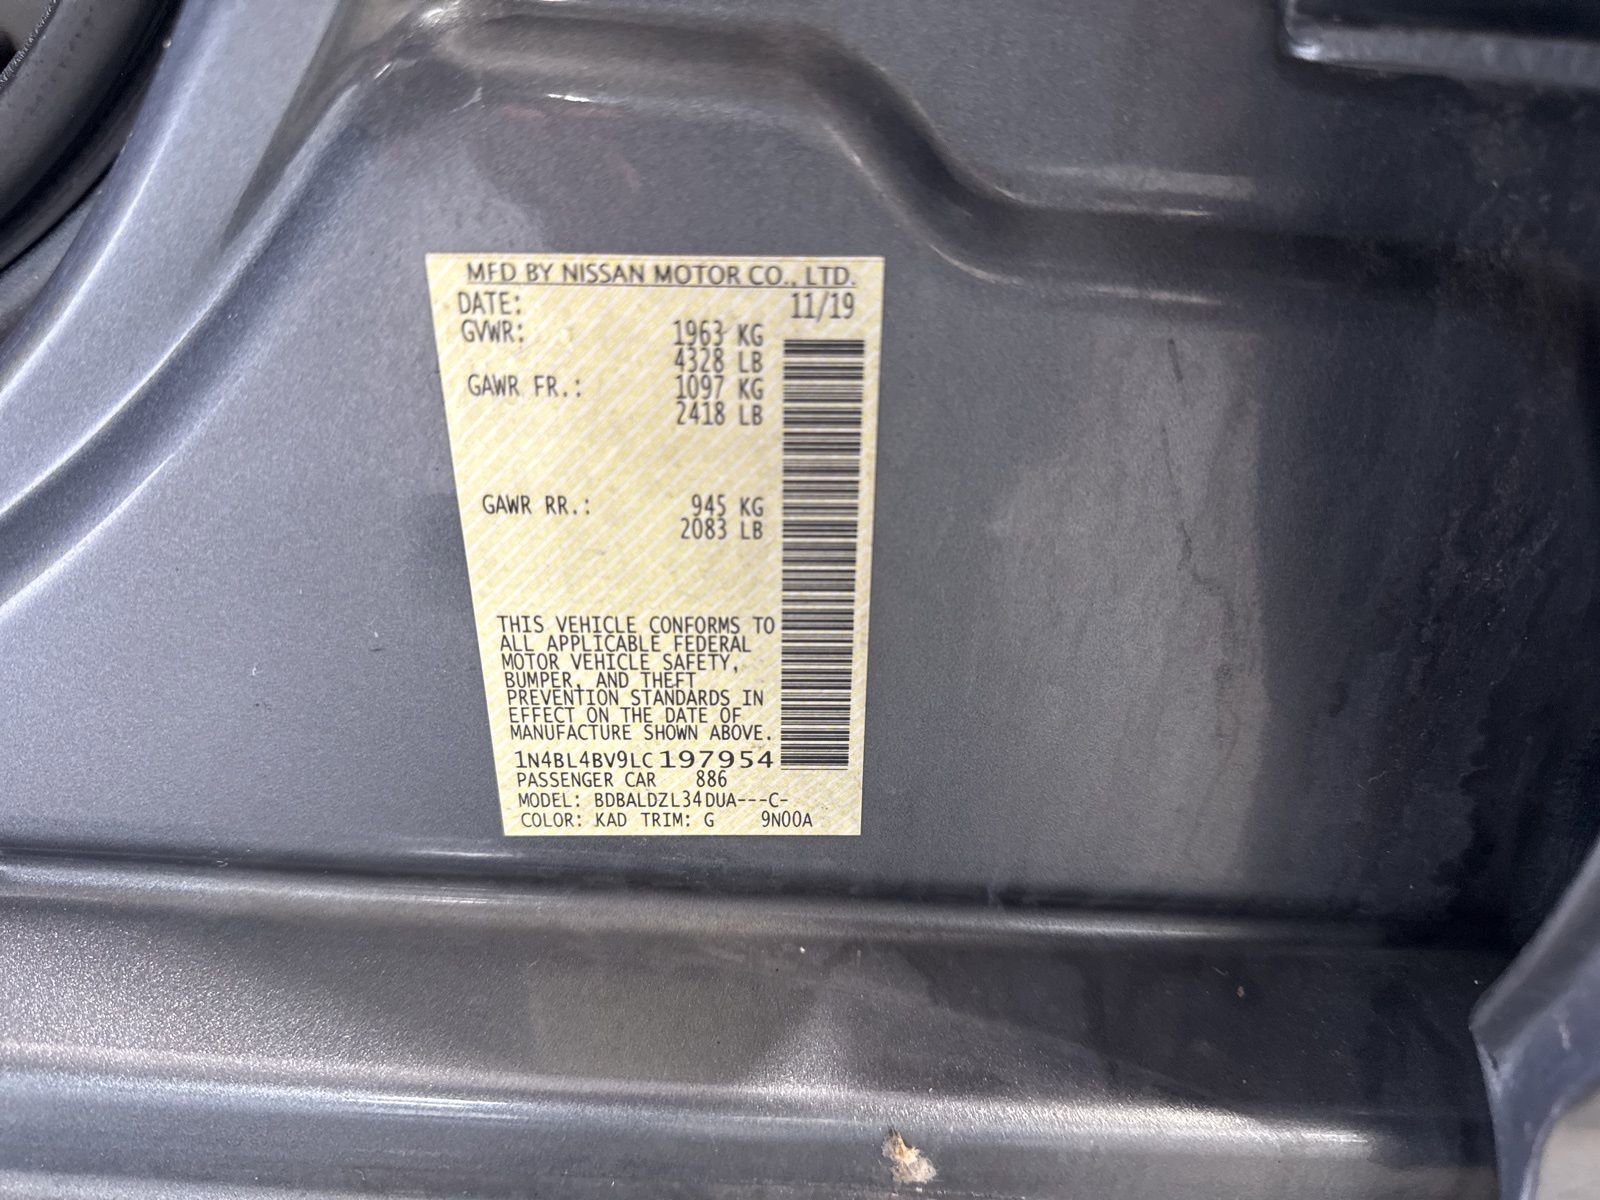 MFD BY NISSAN MOTOR CO., LTD.
DATE: 11/19
GVWR: 1963 KG
4328 LB
GAWR FR.: 1097 KG
2418 LB
GAWR RR.: 945 KG
2083 LB
THIS VEHICLE CONFORMS TO
ALL APPLICABLE FEDERAL
MOTOR VEHICLE SAFETY,
BUMPER, AND THEFT
PREVENTION STANDARDS IN
EFFECT ON THE DATE OF
MANUFACTURE SHOWN ABOVE.
1N4BL4BV9LC197954
PASSENGER CAR 886
MODEL: BDBALDZL34DUA---C-
COLOR: KAD TRIM: G 9N00A